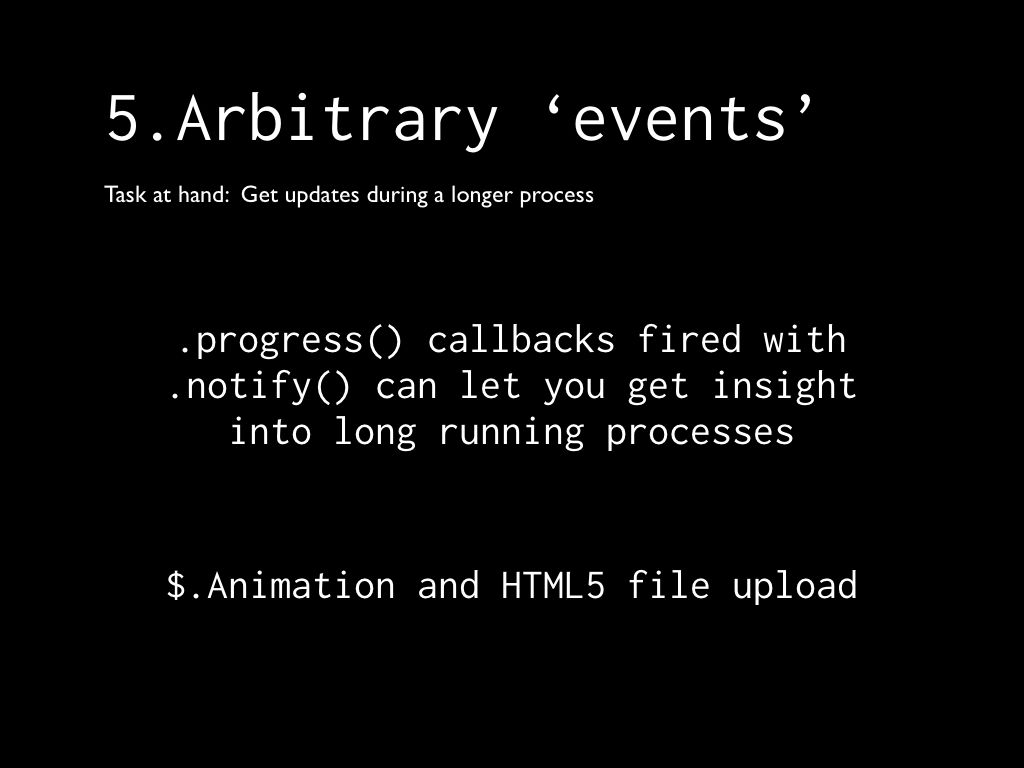 5.Arbitrary ‘events’
Task at hand:  Get updates during a longer process
.progress() callbacks fired with
.notify() can let you get insight
into long running processes
$.Animation and HTML5 file upload